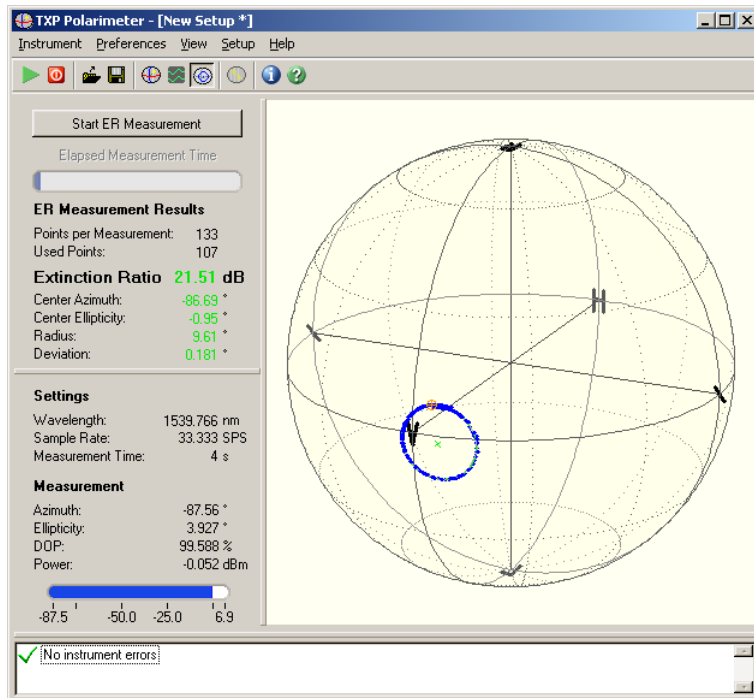 TXP Polarimeter - [New Setup *]
Instrument Preferences View Setup Help
Start ER Measurement
Elapsed Measurement Time
ER Measurement Results
Points per Measurement: 133
Used Points: 107
Extinction Ratio 21.51 dB
Center Azimuth: -86.69 °
Center Ellipticity: -0.95 °
Radius: 9.61 °
Deviation: 0.181 °
Settings
Wavelength: 1539.766 nm
Sample Rate: 33.333 SPS
Measurement Time: 4 s
Measurement
Azimuth: -87.56 °
Ellipticity: 3.927 °
DOP: 99.588 %
Power: -0.052 dBm
-87.5 -50.0 -25.0 6.9
H
V
No instrument errors